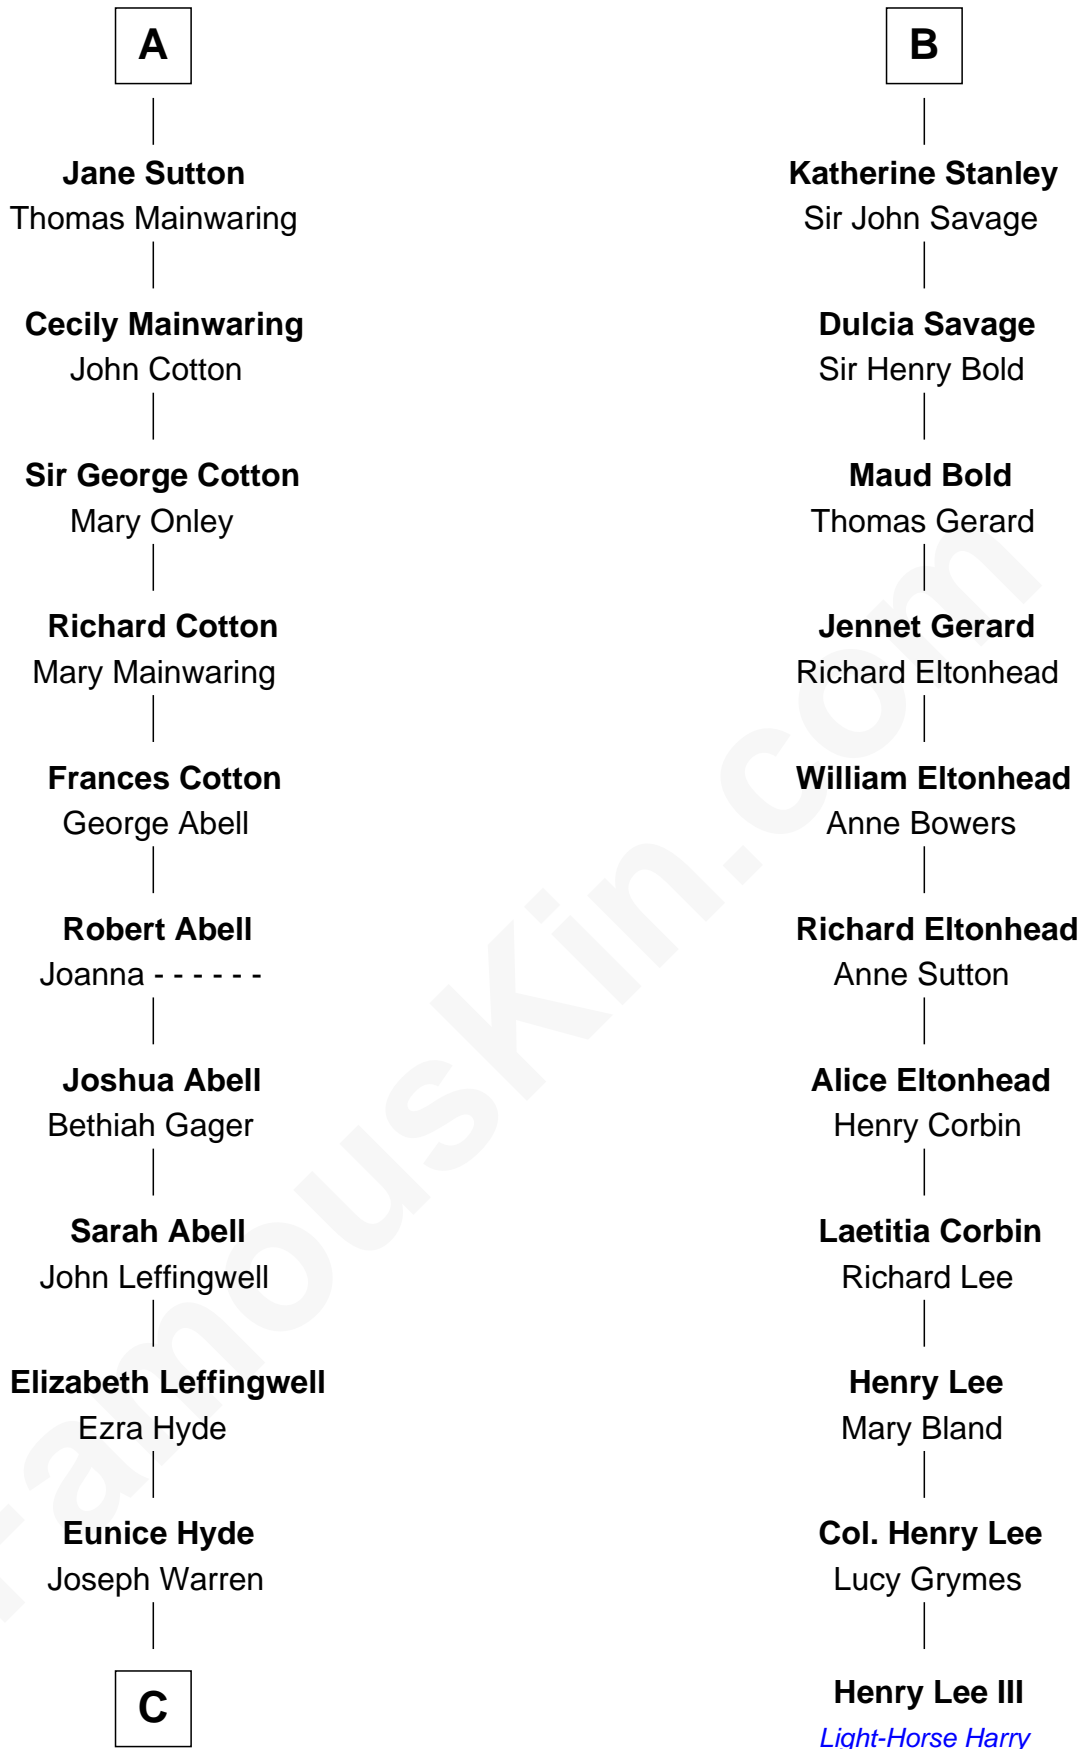 A
Jane Sutton
Thomas Mainwaring
Cecily Mainwaring
John Cotton
Sir George Cotton
Mary Onley
Richard Cotton
Mary Mainwaring
Frances Cotton
George Abell
Robert Abell
Joanna - - - - - -
Joshua Abell
Bethiah Gager
Sarah Abell
John Leffingwell
Elizabeth Leffingwell
Ezra Hyde
Eunice Hyde
Joseph Warren
C
B
Katherine Stanley
Sir John Savage
Dulcia Savage
Sir Henry Bold
Maud Bold
Thomas Gerard
Jennet Gerard
Richard Eltonhead
William Eltonhead
Anne Bowers
Richard Eltonhead
Anne Sutton
Alice Eltonhead
Henry Corbin
Laetitia Corbin
Richard Lee
Henry Lee
Mary Bland
Col. Henry Lee
Lucy Grymes
Henry Lee III
Light-Horse Harry
FamousKin.com